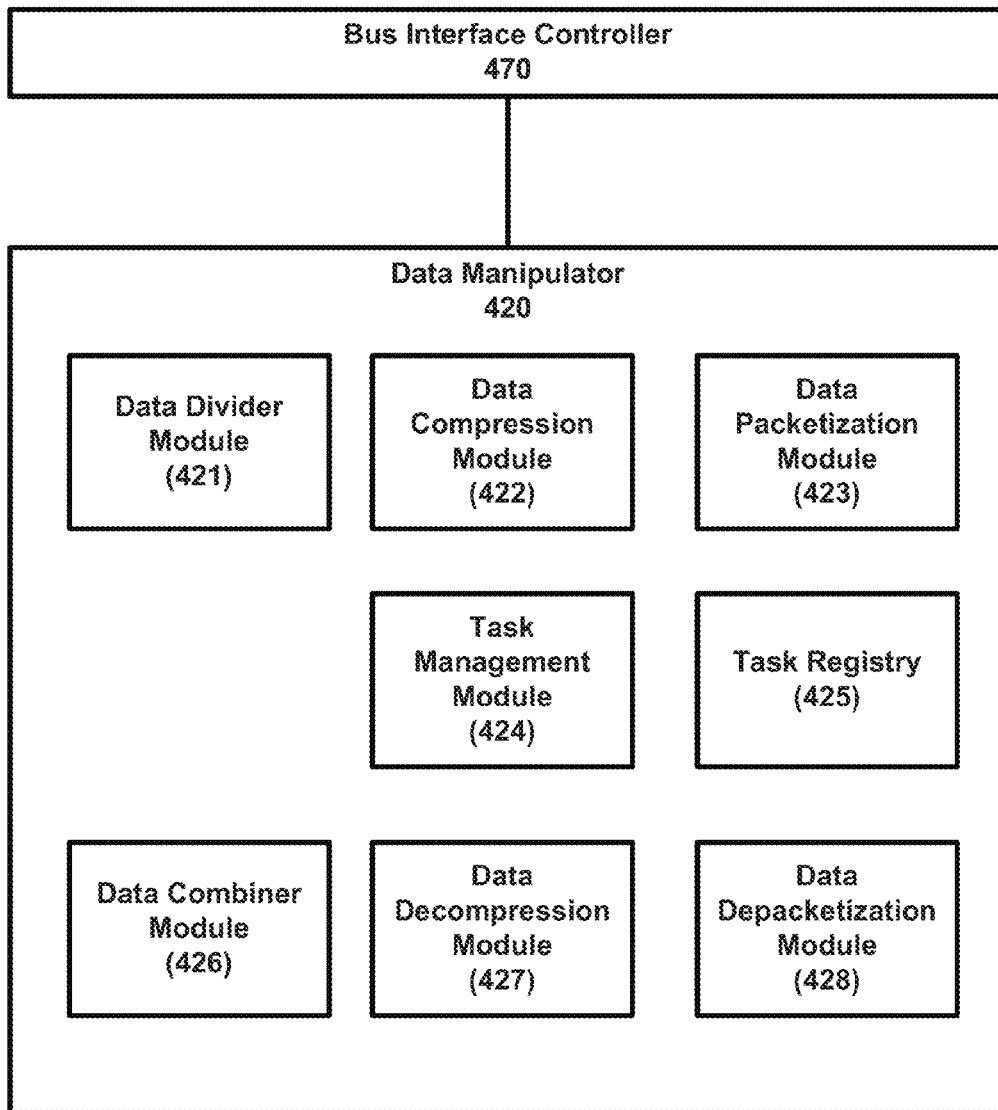 Bus Interface Controller
470
Data Manipulator
420
Data Divider
Module
(421)
Data
Compression
Module
(422)
Data
Packetization
Module
(423)
Task
Management
Module
(424)
Task Registry
(425)
Data Combiner
Module
(426)
Data
Decompression
Module
(427)
Data
Depacketization
Module
(428)